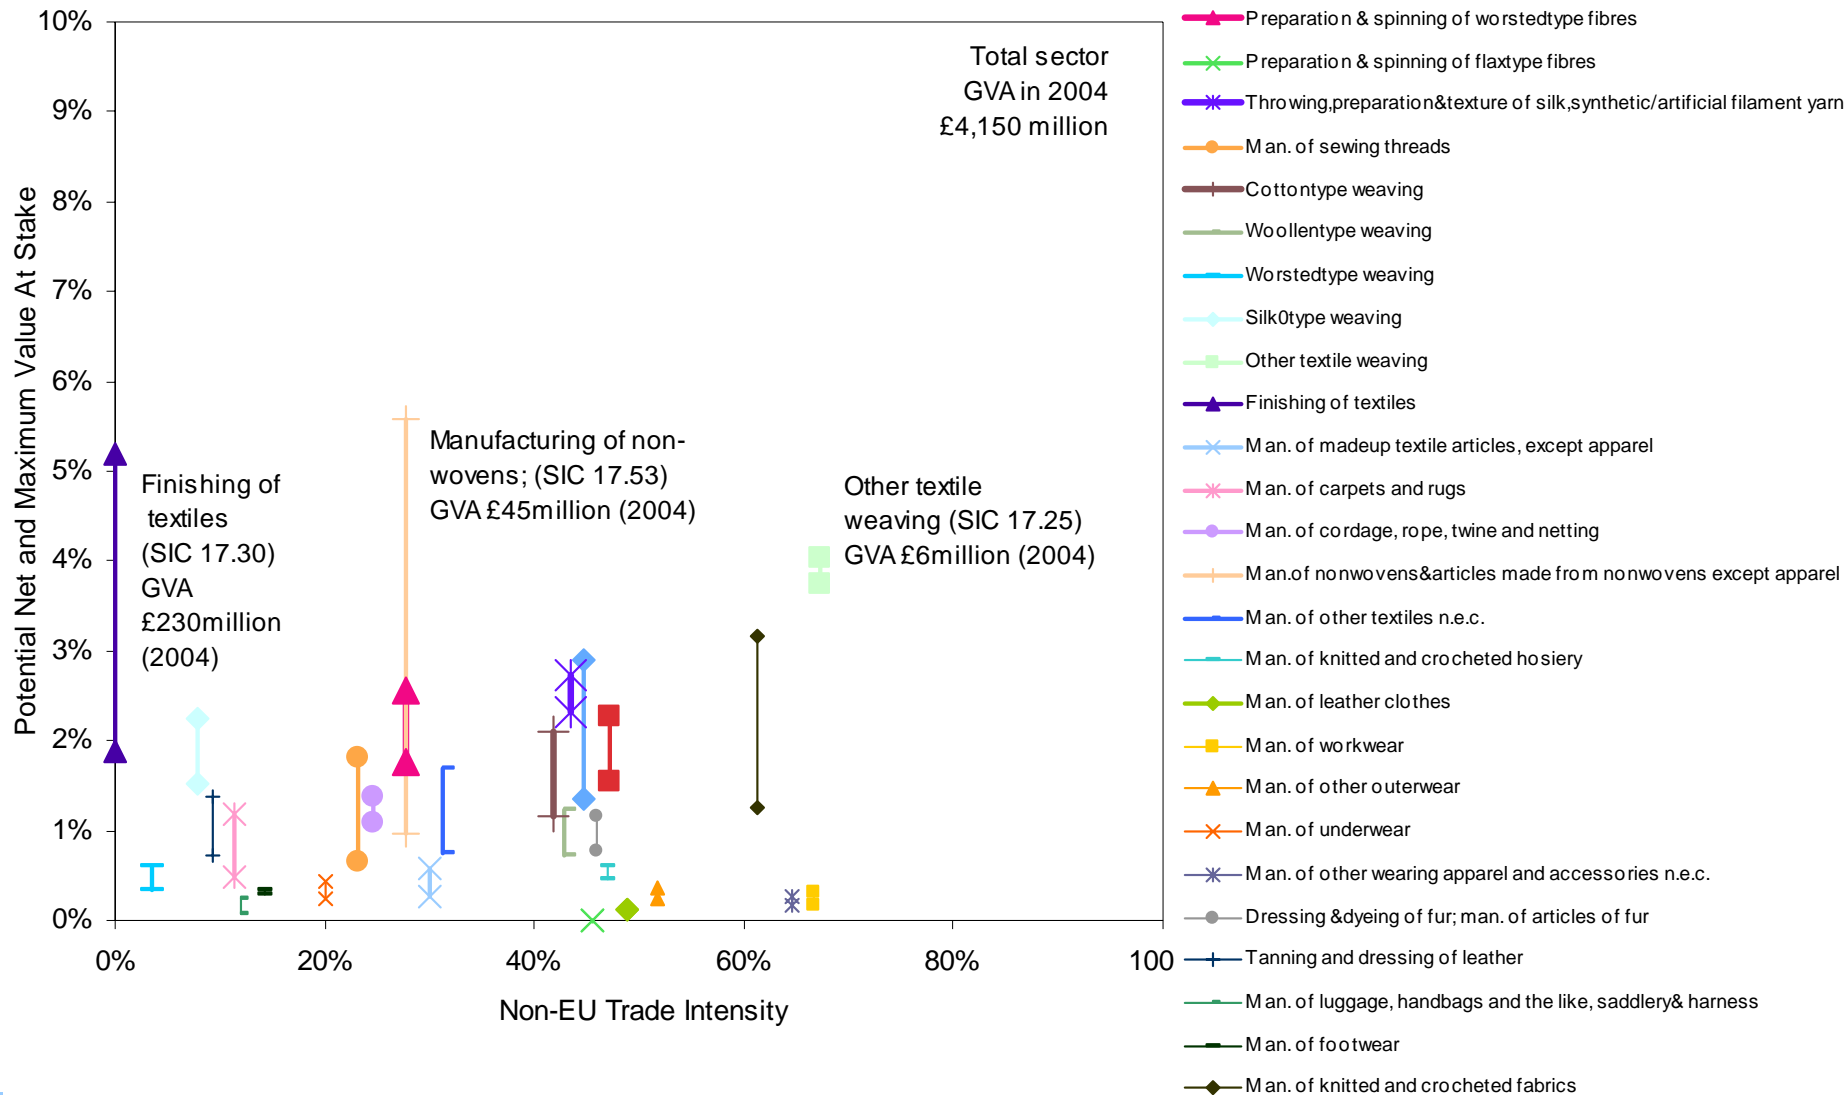 10%
9%
8%
7%
6%
5%
4%
3%
2%
1%
0%
Potential Net and Maximum Value At Stake
0%
20%
40%
60%
80%
100
Non-EU Trade Intensity
Total sector
GVA in 2004
£4,150 million
Finishing of
textiles
(SIC 17.30)
GVA
£230million
(2004)
Manufacturing of non-
wovens; (SIC 17.53)
GVA £45million (2004)
Other textile
weaving (SIC 17.25)
GVA £6million (2004)
Preparation & spinning of worstedtype fibres
Preparation & spinning of flaxtype fibres
Throwing,preparation&texture of silk,synthetic/artificial filament yarn
Man. of sewing threads
Cottontype weaving
Woollentype weaving
Worstedtype weaving
Silk0type weaving
Other textile weaving
Finishing of textiles
Man. of madeup textile articles, except apparel
Man. of carpets and rugs
Man. of cordage, rope, twine and netting
Man.of nonwovens&articles made from nonwovens except apparel
Man. of other textiles n.e.c.
Man. of knitted and crocheted hosiery
Man. of leather clothes
Man. of workwear
Man. of other outerwear
Man. of underwear
Man. of other wearing apparel and accessories n.e.c.
Dressing &dyeing of fur; man. of articles of fur
Tanning and dressing of leather
Man. of luggage, handbags and the like, saddlery& harness
Man. of footwear
Man. of knitted and crocheted fabrics